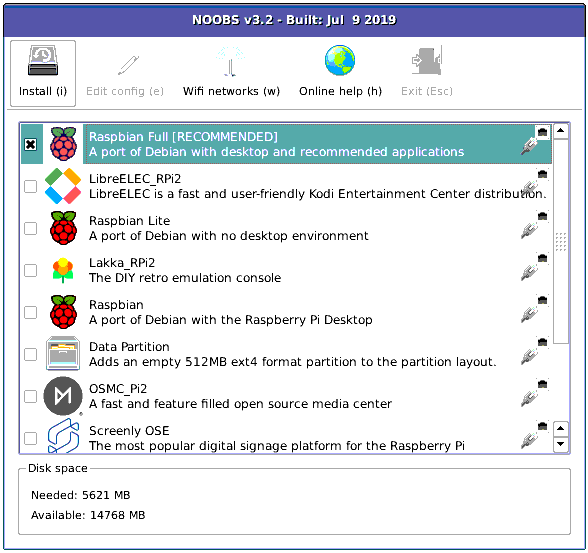 NOOBS v3.2 - Built: Jul  9 2019
Install (i)
Edit config (e)
Wifi networks (w)
Online help (h)
Exit (Esc)
Raspbian Full [RECOMMENDED]
A port of Debian with desktop and recommended applications
LibreELEC_RPi2
LibreELEC is a fast and user-friendly Kodi Entertainment Center distribution.
Raspbian Lite
A port of Debian with no desktop environment
Lakka_RPi2
The DIY retro emulation console
Raspbian
A port of Debian with the Raspberry Pi Desktop
Data Partition
Adds an empty 512MB ext4 format partition to the partition layout.
OSMC_Pi2
A fast and feature filled open source media center
Screenly OSE
The most popular digital signage platform for the Raspberry Pi
Disk space
Needed: 5621 MB
Available: 14768 MB